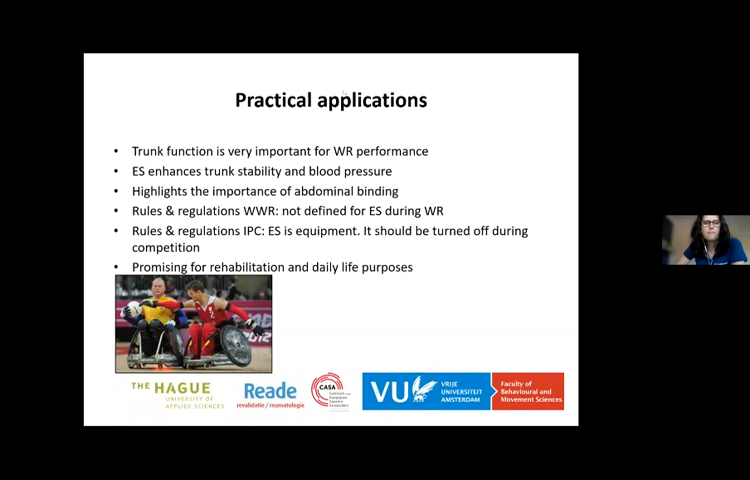 Practical applications
• Trunk function is very important for WR performance
• ES enhances trunk stability and blood pressure
• Highlights the importance of abdominal binding
• Rules & regulations WWR: not defined for ES during WR
• Rules & regulations IPC: ES is equipment. It should be turned off during
competition
• Promising for rehabilitation and daily life purposes
2
THE HAGUE
UNIVERSITY OF
APPLIED SCIENCES
Reade
revalidatie / reumatologie
CASA
VU
VRIJE
UNIVERSITEIT
AMSTERDAM
Faculty of
Behavioural and
Movement Sciences